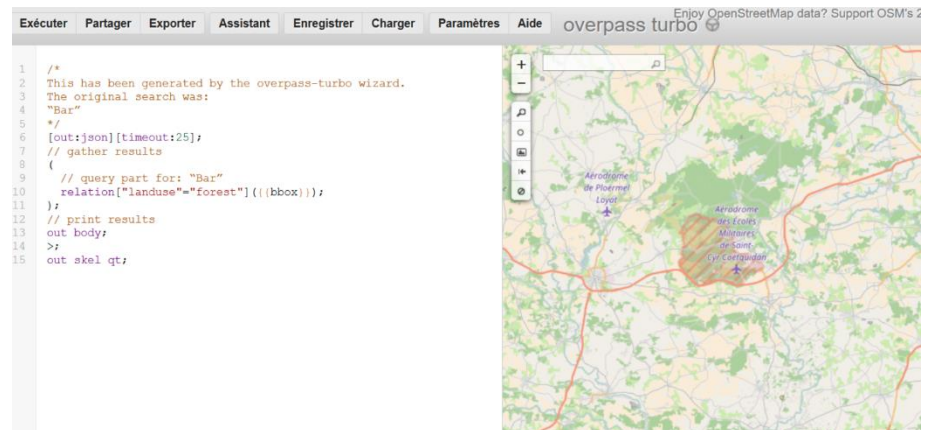 Enjoy OpenStreetMap data? Support OSM's 2
Exécuter Partager Exporter Assistant Enregistrer Charger Paramètres Aide overpass turbo
1 /*
2 This has been generated by the overpass-turbo wizard.
3 The original search was:
4 “Bar”
5 */
6 [out:json][timeout:25];
7 // gather results
8 (
9 // query part for: “Bar”
10 relation["landuse"="forest"]({{bbox}});
11 );
12 // print results
13 out body;
14 >;
15 out skel qt;
+
−
Aérodrome
de Ploërmel
Loyat
Aérodrome
des Écoles
Militaires
de Saint
Cyr Coëtquidan